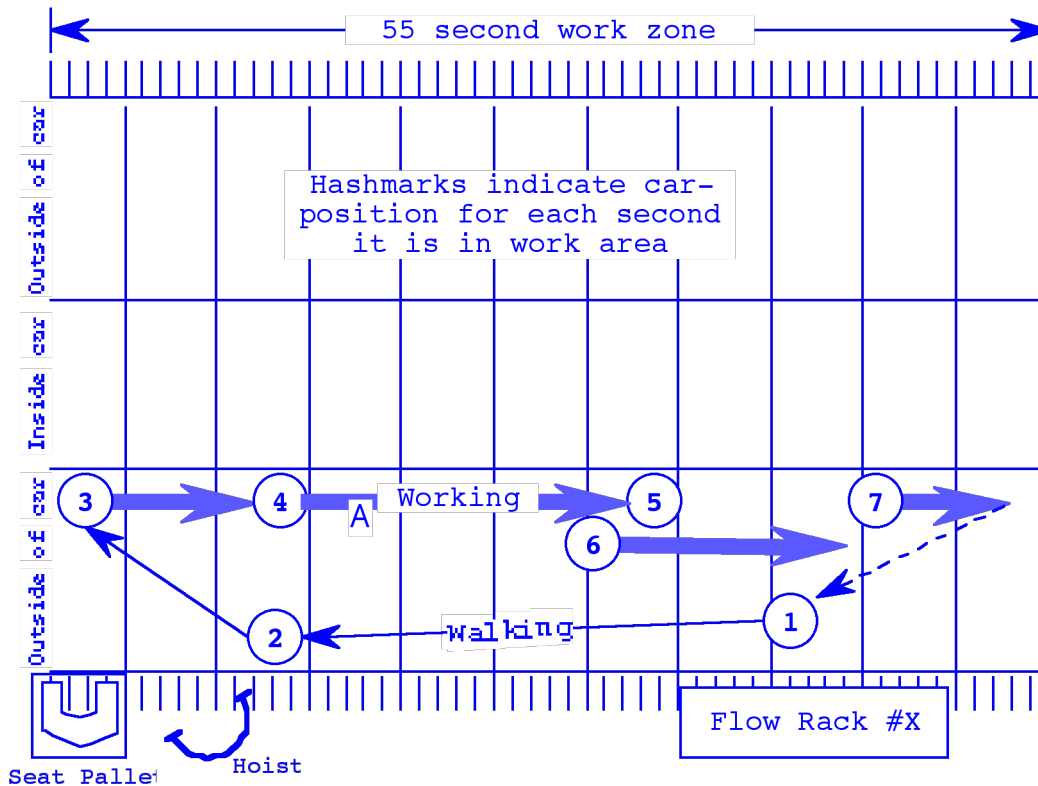 55 second work zone
Outside of car
Hashmarks indicate car-
position for each second
it is in work area
Inside car
Outside of car
3
4
Working
5
7
A
6
1
2
Walking
Flow Rack #X
Hoist
Seat Pallet